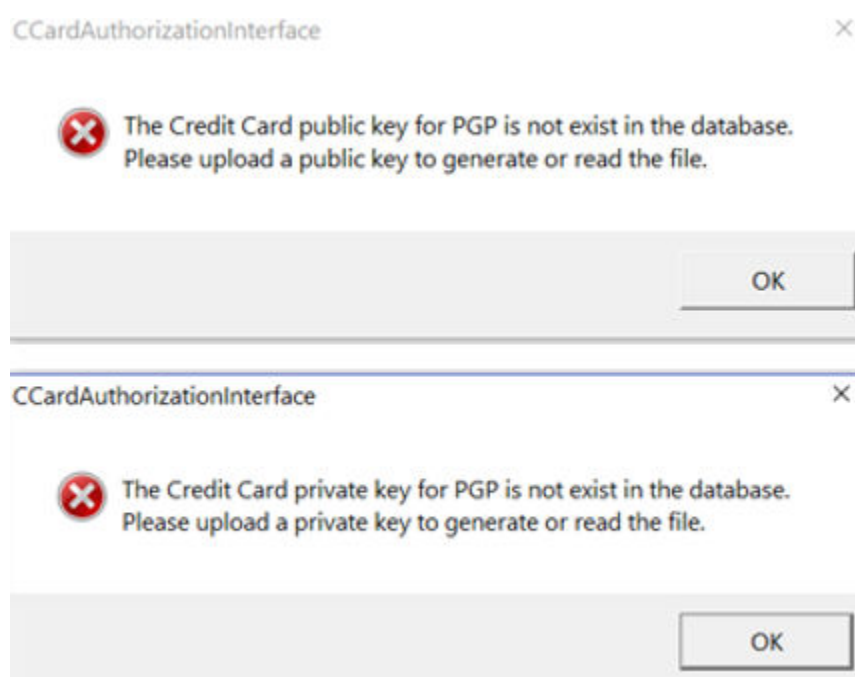 CCardAuthorizationInterface
The Credit Card public key for PGP is not exist in the database.
Please upload a public key to generate or read the file.
OK
CCardAuthorizationInterface
The Credit Card private key for PGP is not exist in the database.
Please upload a private key to generate or read the file.
OK